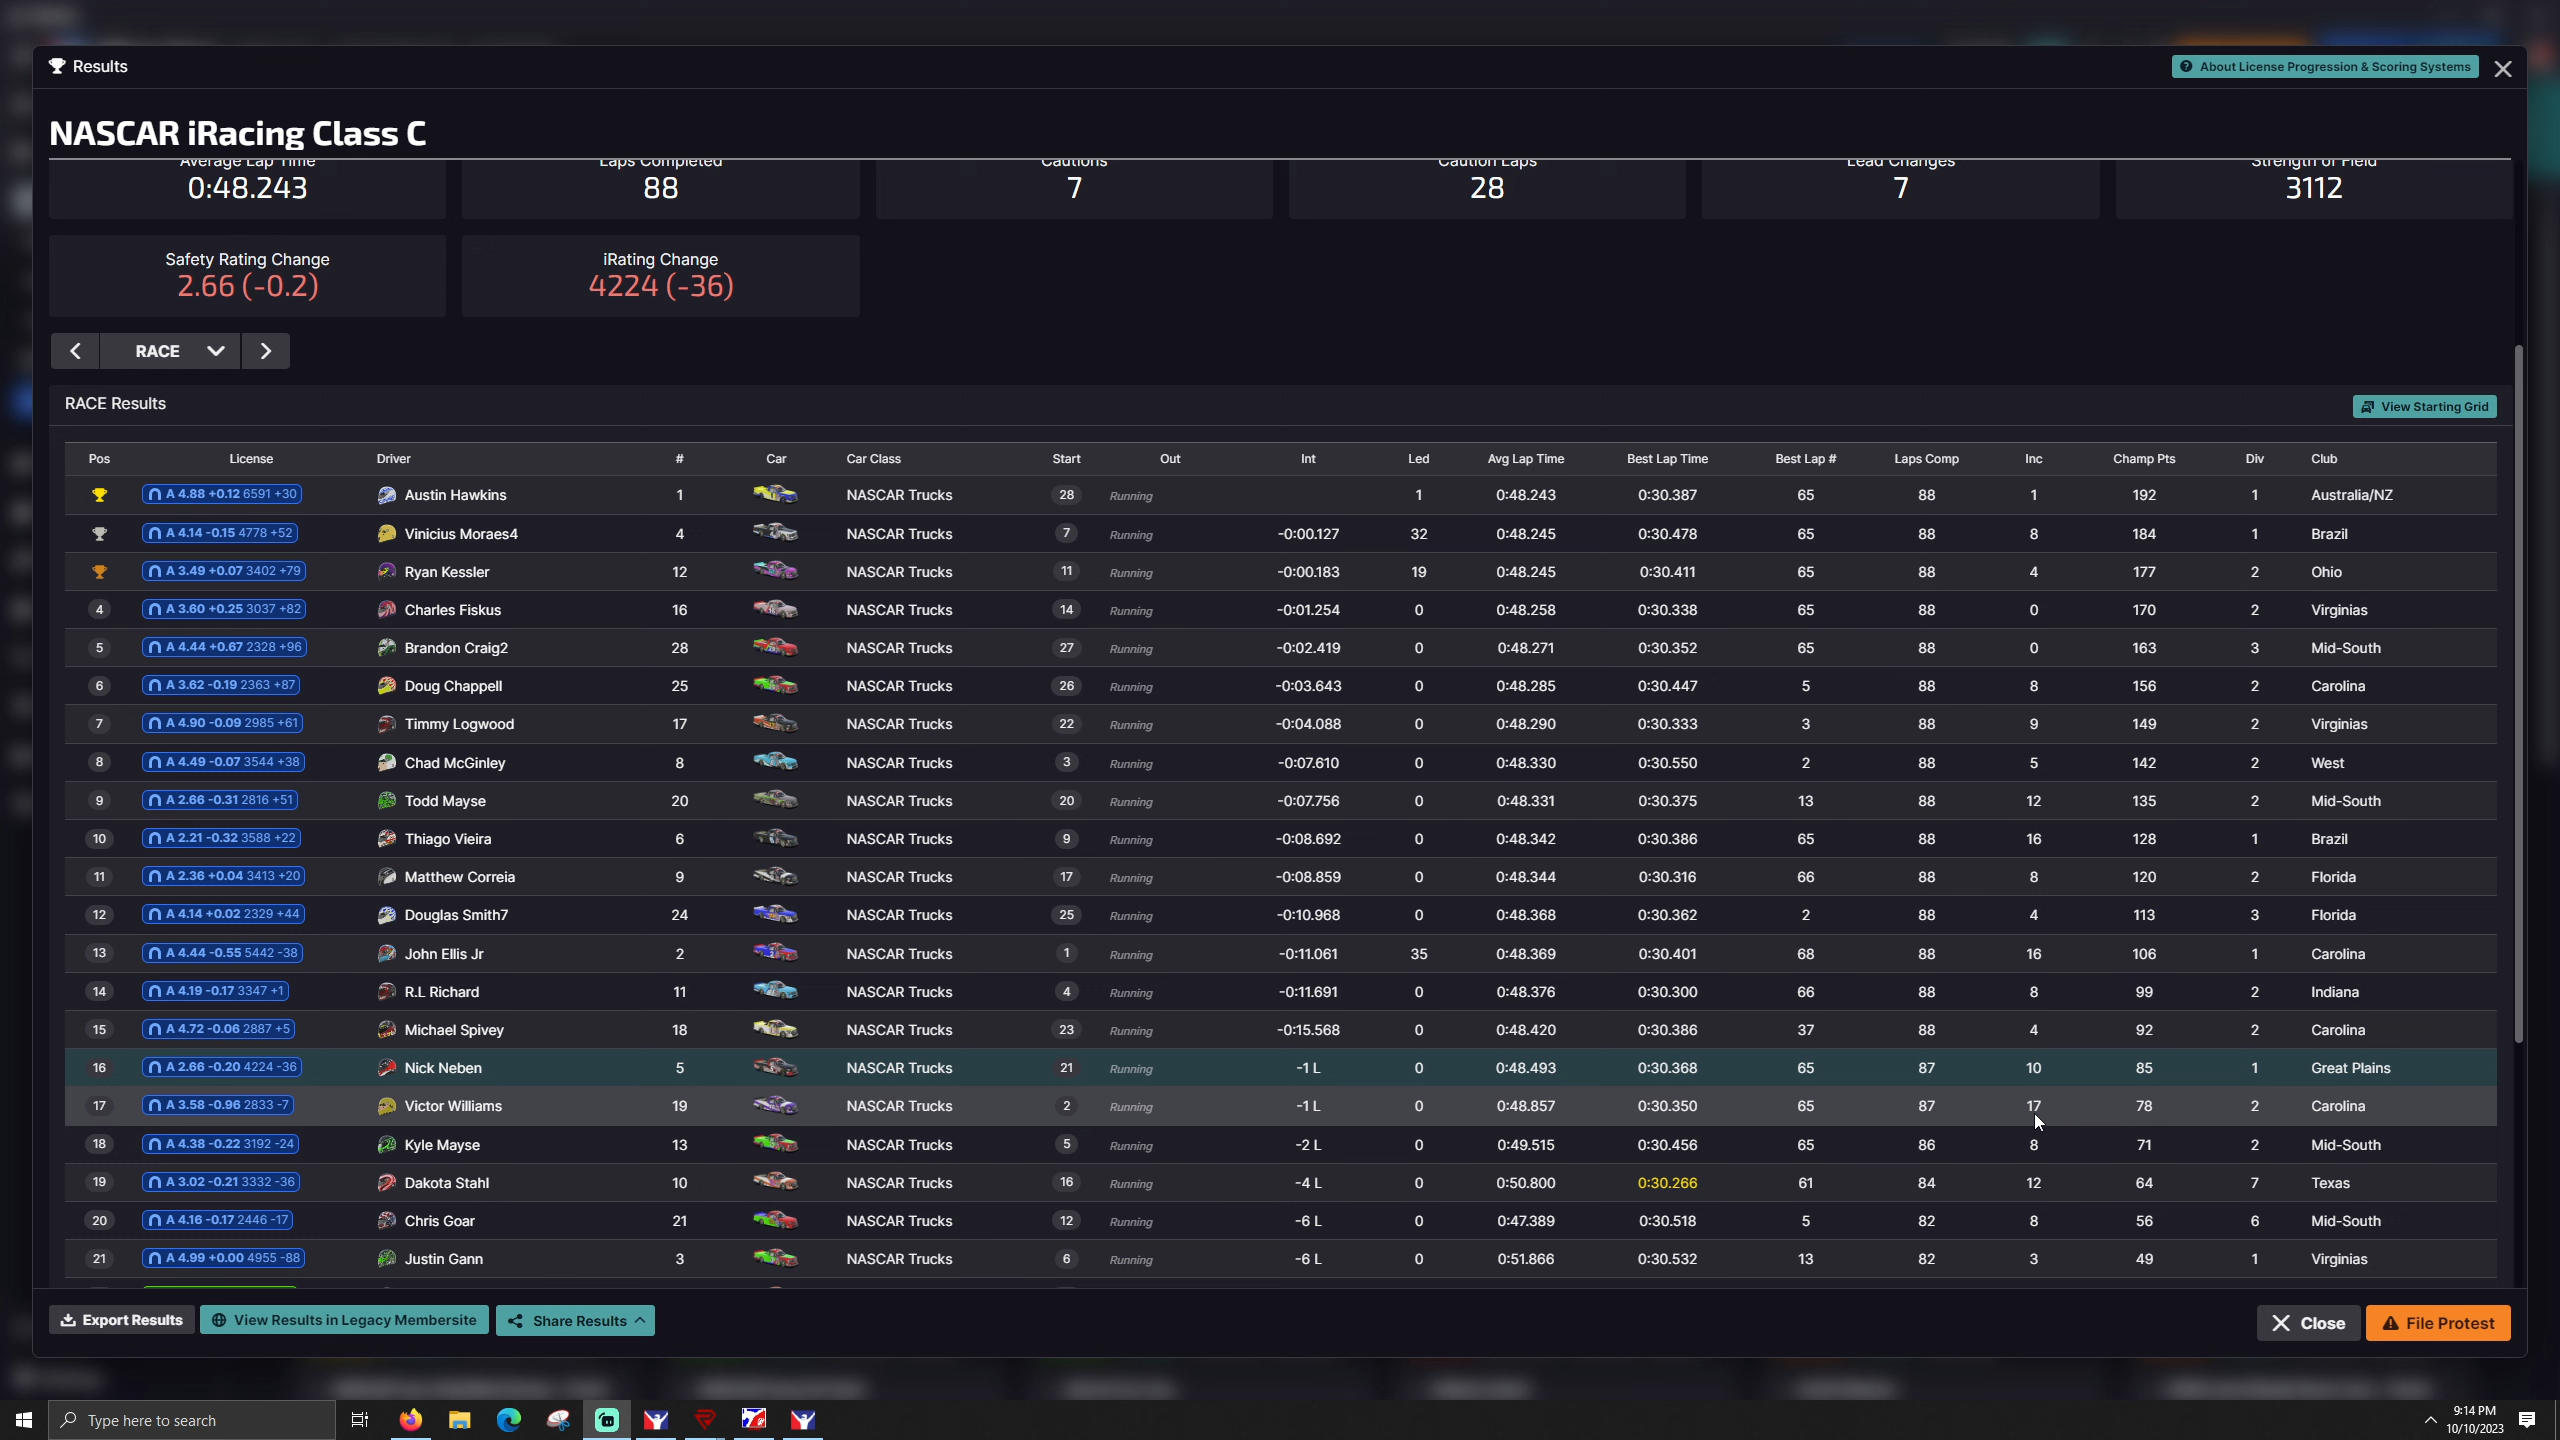 Results
About License Progression & Scoring Systems
NASCAR iRacing Class C
Average Lap Time Laps Completed Cautions Caution Laps Lead Changes Strength of Field
0:48.243 88 7 28 7 3112
Safety Rating Change iRating Change
2.66 (-0.2) 4224 (-36)
RACE
RACE Results
View Starting Grid
Pos License Driver # Car Car Class Start Out Int Led Avg Lap Time Best Lap Time Best Lap # Laps Comp Inc Champ Pts Div Club
A 4.88 +0.12 6591 +30 Austin Hawkins 1 NASCAR Trucks 28 Running 1 0:48.243 0:30.387 65 88 1 192 1 Australia/NZ
A 4.14 -0.15 4778 +52 Vinicius Moraes4 4 NASCAR Trucks 7 Running -0:00.127 32 0:48.245 0:30.478 65 88 8 184 1 Brazil
A 3.49 +0.07 3402 +79 Ryan Kessler 12 NASCAR Trucks 11 Running -0:00.183 19 0:48.245 0:30.411 65 88 4 177 2 Ohio
4 A 3.60 +0.25 3037 +82 Charles Fiskus 16 NASCAR Trucks 14 Running -0:01.254 0 0:48.258 0:30.338 65 88 0 170 2 Virginias
5 A 4.44 +0.67 2328 +96 Brandon Craig2 28 NASCAR Trucks 27 Running -0:02.419 0 0:48.271 0:30.352 65 88 0 163 3 Mid-South
6 A 3.62 -0.19 2363 +87 Doug Chappell 25 NASCAR Trucks 26 Running -0:03.643 0 0:48.285 0:30.447 5 88 8 156 2 Carolina
7 A 4.90 -0.09 2985 +61 Timmy Logwood 17 NASCAR Trucks 22 Running -0:04.088 0 0:48.290 0:30.333 3 88 9 149 2 Virginias
8 A 4.49 -0.07 3544 +38 Chad McGinley 8 NASCAR Trucks 3 Running -0:07.610 0 0:48.330 0:30.550 2 88 5 142 2 West
9 A 2.66 -0.31 2816 +51 Todd Mayse 20 NASCAR Trucks 20 Running -0:07.756 0 0:48.331 0:30.375 13 88 12 135 2 Mid-South
10 A 2.21 -0.32 3588 +22 Thiago Vieira 6 NASCAR Trucks 9 Running -0:08.692 0 0:48.342 0:30.386 65 88 16 128 1 Brazil
11 A 2.36 +0.04 3413 +20 Matthew Correia 9 NASCAR Trucks 17 Running -0:08.859 0 0:48.344 0:30.316 66 88 8 120 2 Florida
12 A 4.14 +0.02 2329 +44 Douglas Smith7 24 NASCAR Trucks 25 Running -0:10.968 0 0:48.368 0:30.362 2 88 4 113 3 Florida
13 A 4.44 -0.55 5442 -38 John Ellis Jr 2 NASCAR Trucks 1 Running -0:11.061 35 0:48.369 0:30.401 68 88 16 106 1 Carolina
14 A 4.19 -0.17 3347 +1 R.L Richard 11 NASCAR Trucks 4 Running -0:11.691 0 0:48.376 0:30.300 66 88 8 99 2 Indiana
15 A 4.72 -0.06 2887 +5 Michael Spivey 18 NASCAR Trucks 23 Running -0:15.568 0 0:48.420 0:30.386 37 88 4 92 2 Carolina
16 A 2.66 -0.20 4224 -36 Nick Neben 5 NASCAR Trucks 21 Running -1 L 0 0:48.493 0:30.368 65 87 10 85 1 Great Plains
17 A 3.58 -0.96 2833 -7 Victor Williams 19 NASCAR Trucks 2 Running -1 L 0 0:48.857 0:30.350 65 87 17 78 2 Carolina
18 A 4.38 -0.22 3192 -24 Kyle Mayse 13 NASCAR Trucks 5 Running -2 L 0 0:49.515 0:30.456 65 86 8 71 2 Mid-South
19 A 3.02 -0.21 3332 -36 Dakota Stahl 10 NASCAR Trucks 16 Running -4 L 0 0:50.800 0:30.266 61 84 12 64 7 Texas
20 A 4.16 -0.17 2446 -17 Chris Goar 21 NASCAR Trucks 12 Running -6 L 0 0:47.389 0:30.518 5 82 8 56 6 Mid-South
21 A 4.99 +0.00 4955 -88 Justin Gann 3 NASCAR Trucks 6 Running -6 L 0 0:51.866 0:30.532 13 82 3 49 1 Virginias
Export Results View Results in Legacy Membersite Share Results Close File Protest
Type here to search
9:14 PM
10/10/2023